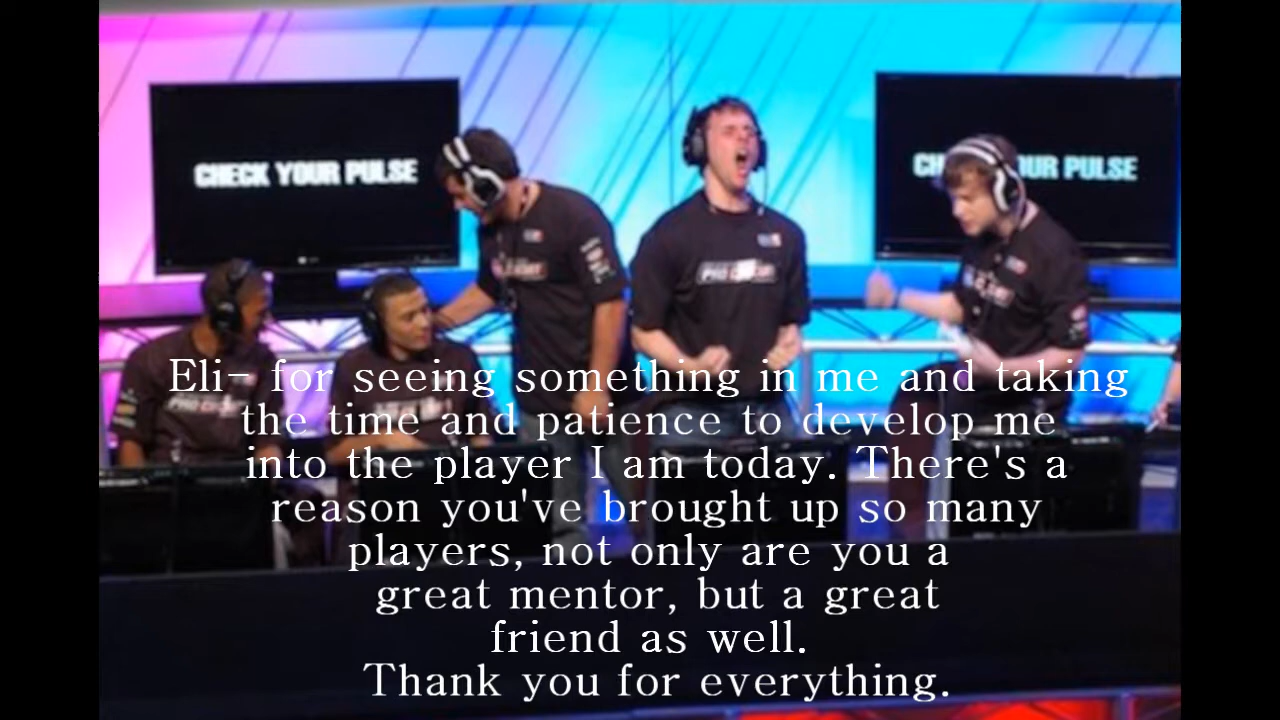 CHECK YOUR PULSE
Eli- for seeing something in me and taking
the time and patience to develop me
into the player I am today. There's a
reason you've brought up so many
players, not only are you a
great mentor, but a great
friend as well.
Thank you for everything.